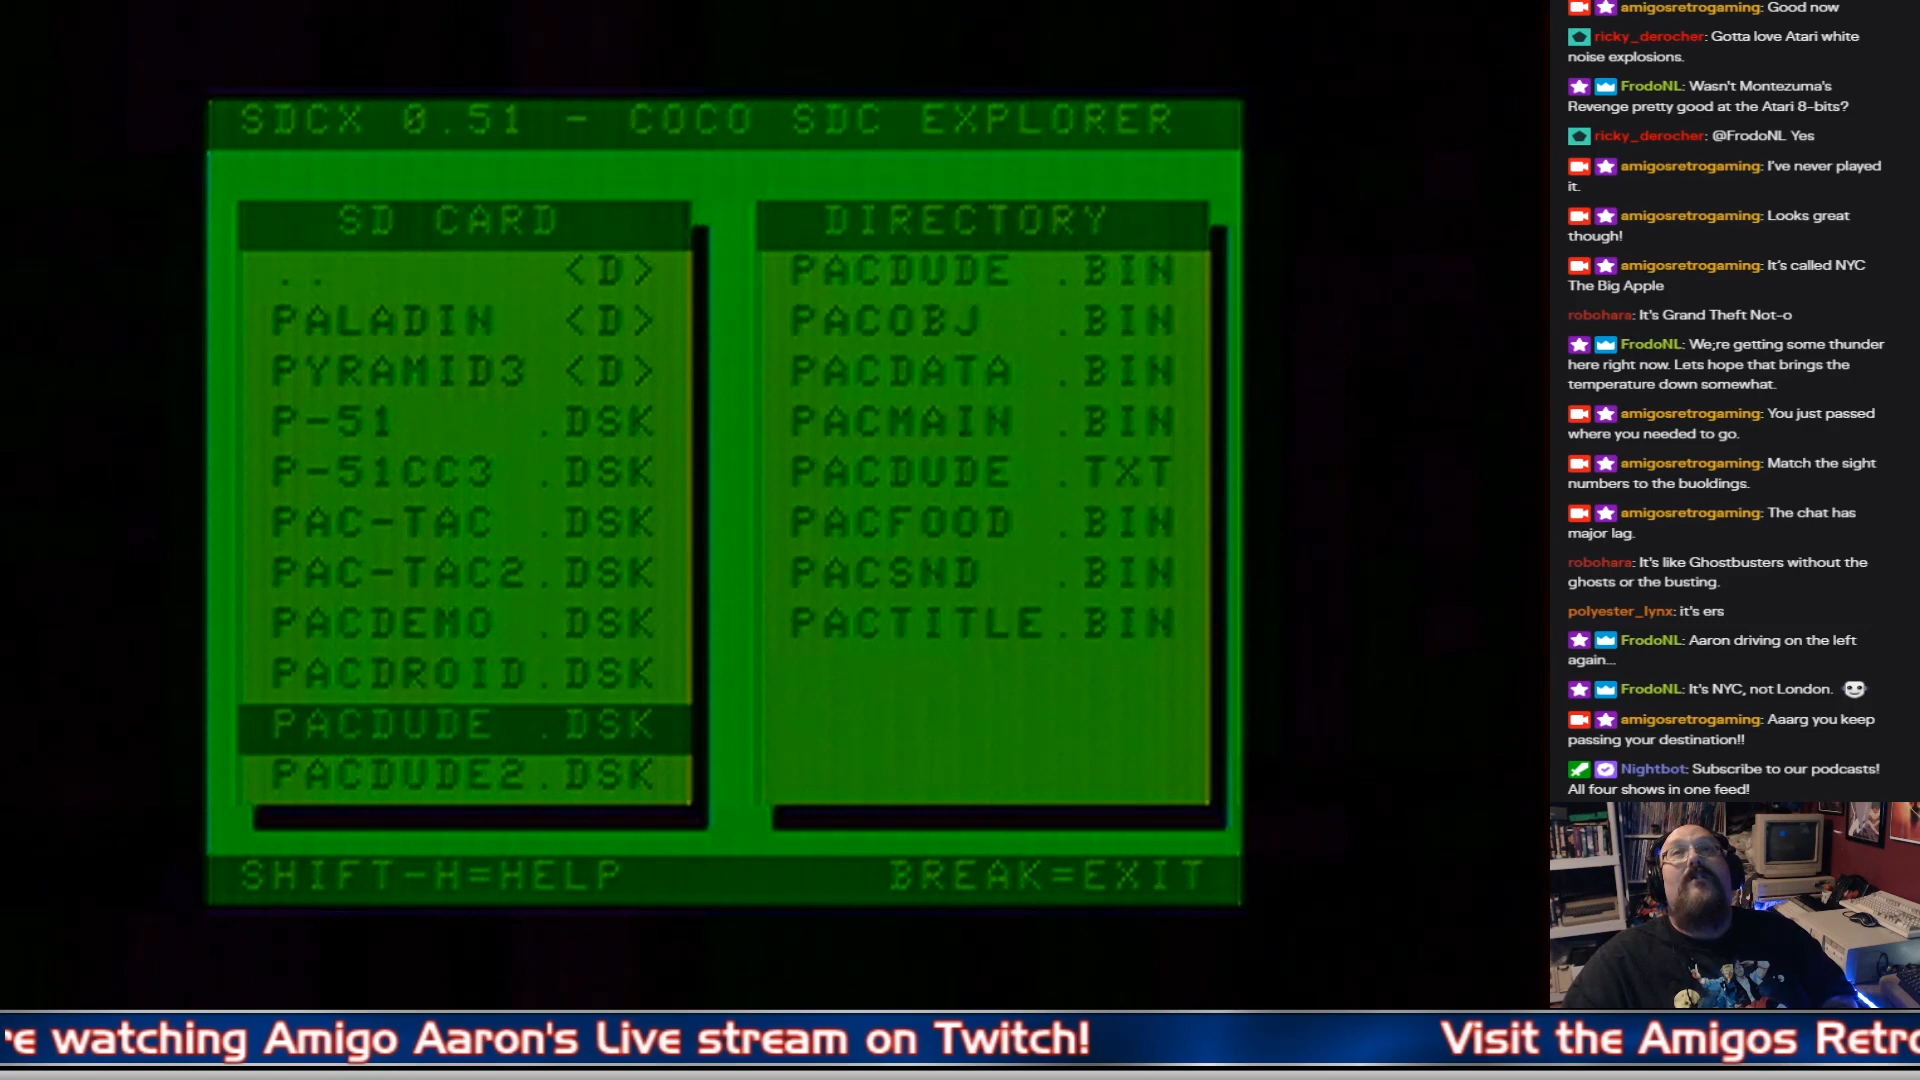 SDCX 0.51 - COCO SDC EXPLORER
SD CARD
.. <D>
PALADIN <D>
PYRAMID3 <D>
P-51 .DSK
P-51CC3 .DSK
PAC-TAC .DSK
PAC-TAC2.DSK
PACDEMO .DSK
PACDROID.DSK
PACDUDE .DSK
PACDUDE2.DSK
DIRECTORY
PACDUDE .BIN
PACOBJ .BIN
PACDATA .BIN
PACMAIN .BIN
PACDUDE .TXT
PACFOOD .BIN
PACSND .BIN
PACTITLE.BIN
SHIFT-H=HELP BREAK=EXIT
amigosretrogaming: Good now
ricky_derocher: Gotta love Atari white
noise explosions.
FrodoNL: Wasn't Montezuma's
Revenge pretty good at the Atari 8-bits?
ricky_derocher: @FrodoNL Yes
amigosretrogaming: I've never played
it.
amigosretrogaming: Looks great
though!
amigosretrogaming: It's called NYC
The Big Apple
robohara: It's Grand Theft Not-o
FrodoNL: We;re getting some thunder
here right now. Lets hope that brings the
temperature down somewhat.
amigosretrogaming: You just passed
where you needed to go.
amigosretrogaming: Match the sight
numbers to the buoldings.
amigosretrogaming: The chat has
major lag.
robohara: It's like Ghostbusters without the
ghosts or the busting.
polyester_lynx: it's ers
FrodoNL: Aaron driving on the left
again...
FrodoNL: It's NYC, not London.
amigosretrogaming: Aaarg you keep
passing your destination!!
Nightbot: Subscribe to our podcasts!
All four shows in one feed!
're watching Amigo Aaron's Live stream on Twitch! Visit the Amigos Retro